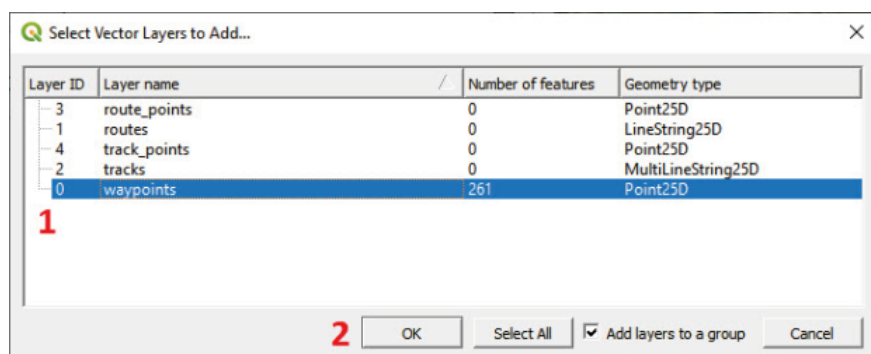 Select Vector Layers to Add...
Layer ID Layer name Number of features Geometry type
3 route_points 0 Point25D
1 routes 0 LineString25D
4 track_points 0 Point25D
2 tracks 0 MultiLineString25D
0 waypoints 261 Point25D
1
2 OK Select All Add layers to a group Cancel